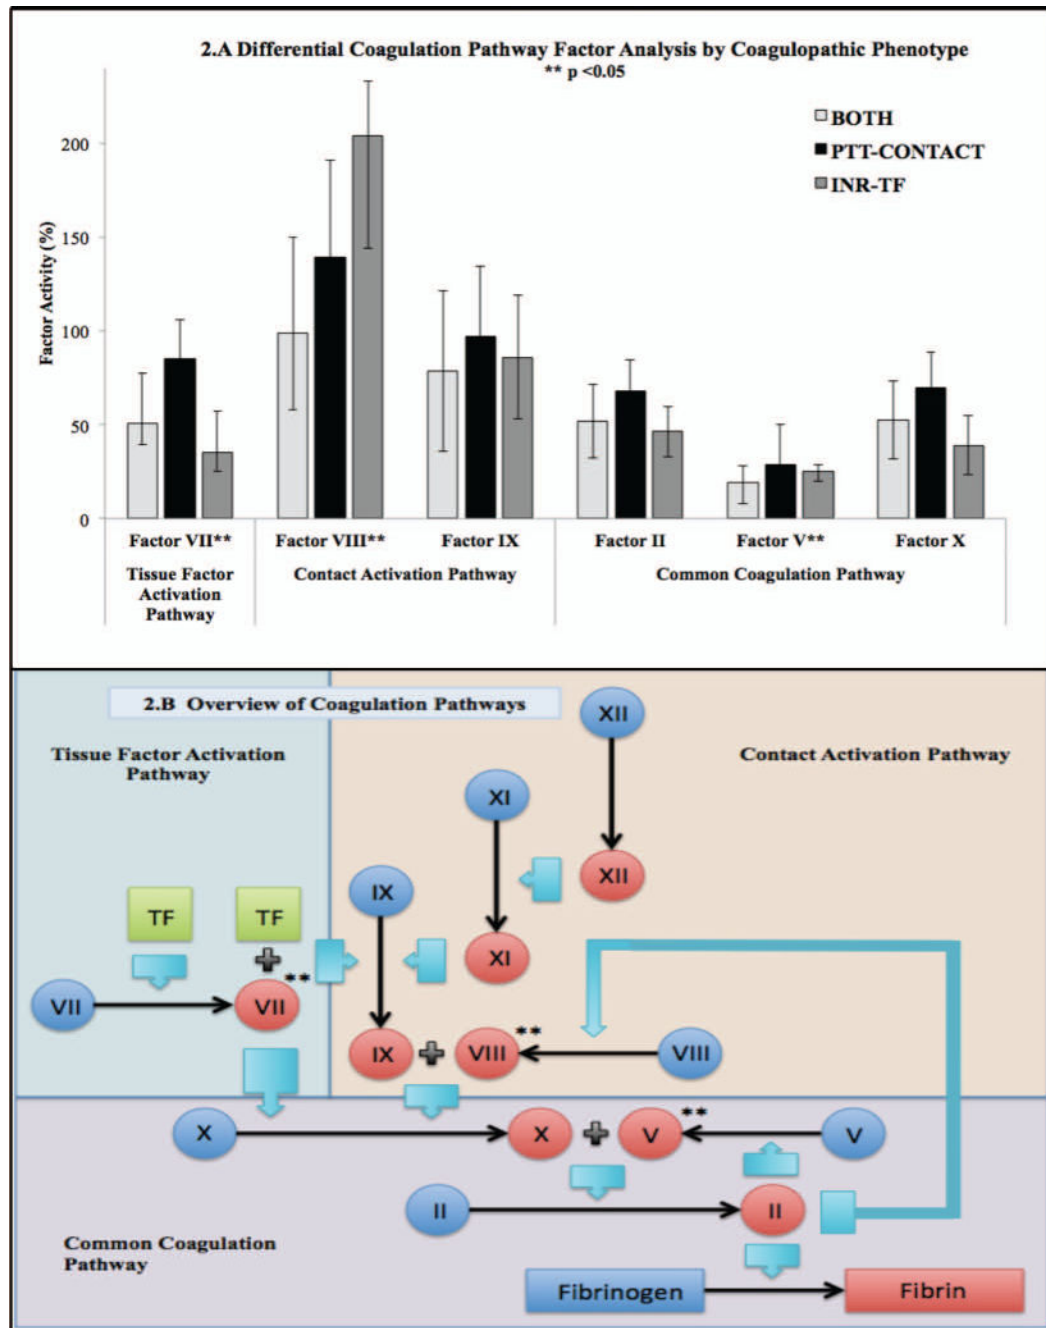 2.A Differential Coagulation Pathway Factor Analysis by Coagulopathic Phenotype
** p <0.05
BOTH
PTT-CONTACT
INR-TF
Factor Activity (%)
200
150
100
50
0
Factor VII**
Factor VIII**
Factor IX
Factor II
Factor V**
Factor X
Tissue Factor
Activation
Pathway
Contact Activation Pathway
Common Coagulation Pathway
2.B Overview of Coagulation Pathways
Tissue Factor Activation
Pathway
Contact Activation Pathway
XII
XI
XII
IX
TF
TF
XI
VII
VII
**
IX
VIII
**
VIII
X
X
V
**
V
II
II
Common Coagulation
Pathway
Fibrinogen
Fibrin